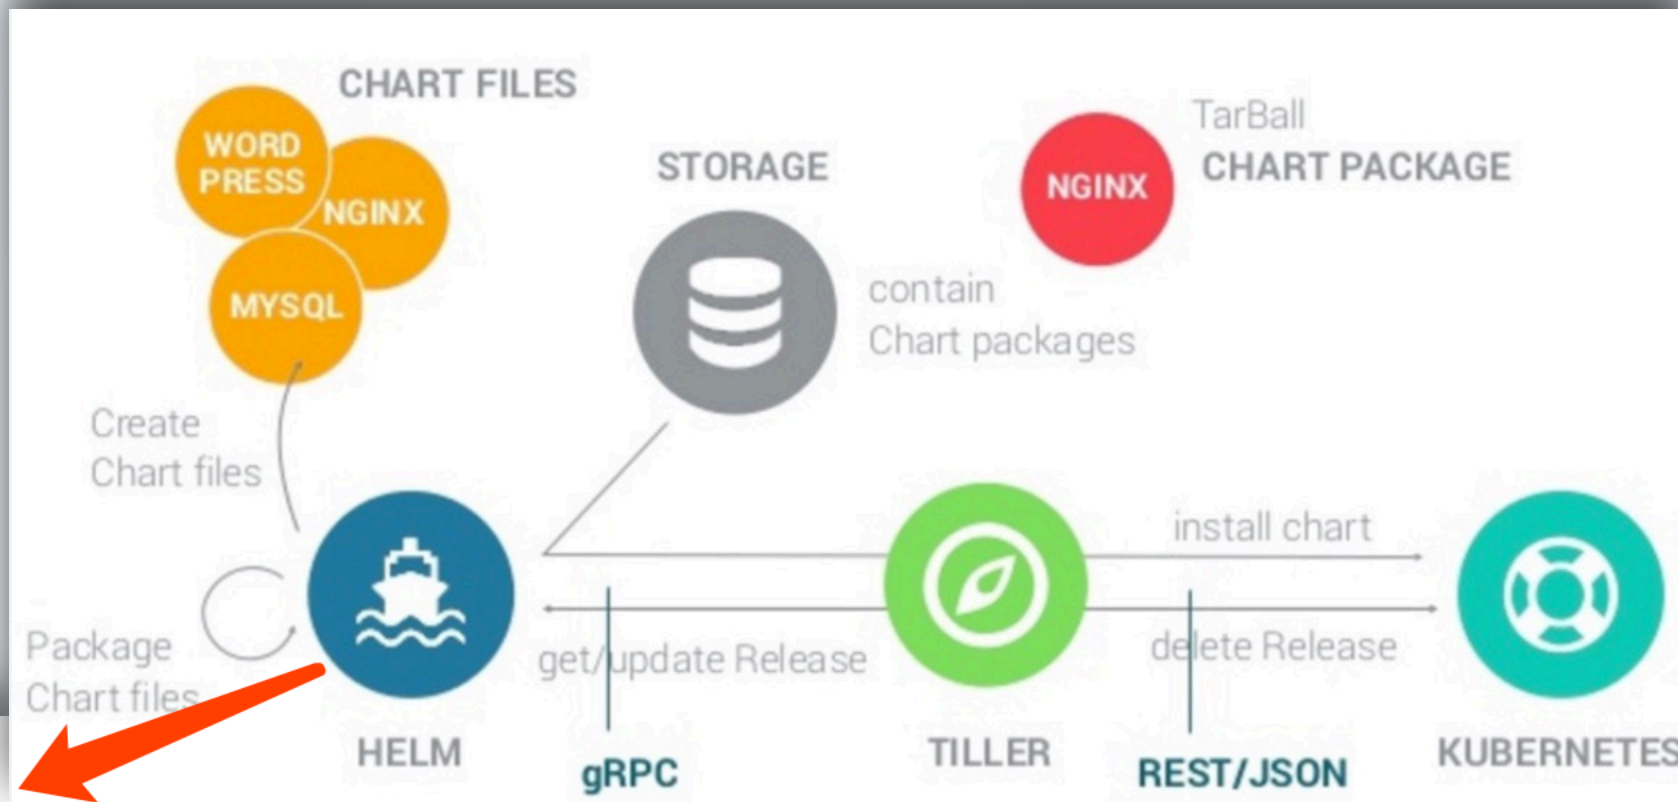 CHART FILES
WORD
PRESS
NGINX
MYSQL
STORAGE
TarBall
CHART PACKAGE
NGINX
contain
Chart packages
Create
Chart files
install chart
Package
Chart files
get/update Release
delete Release
HELM
gRPC
TILLER
REST/JSON
KUBERNETES